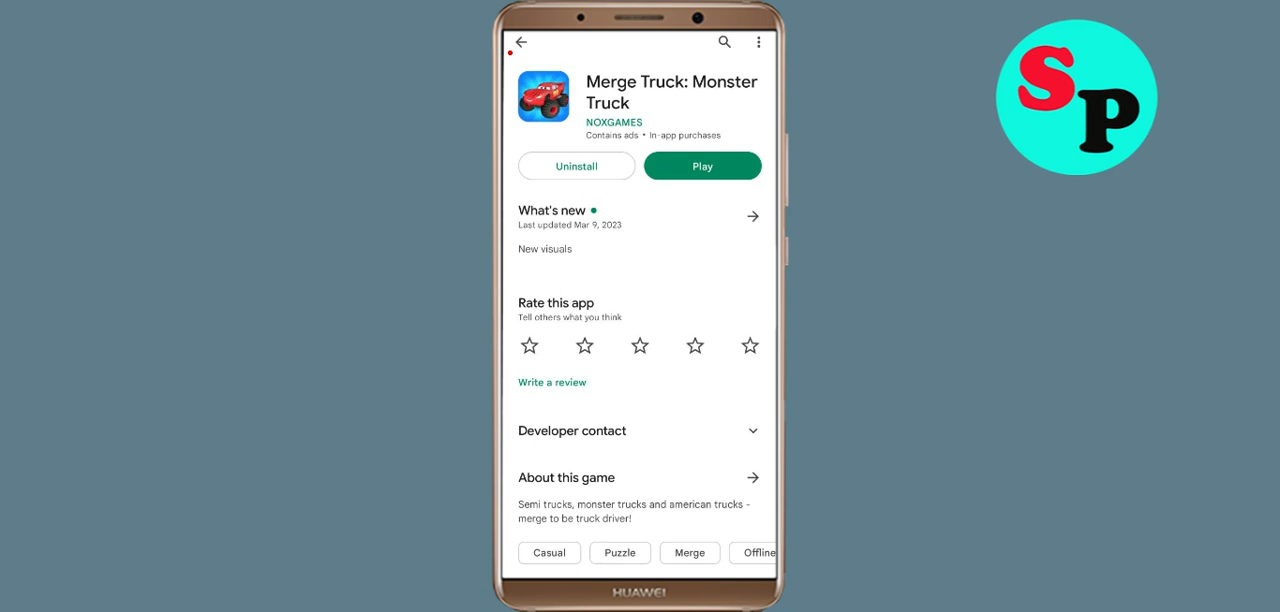 Merge Truck: Monster
Truck
NOXGAMES
Contains ads • In-app purchases
Uninstall
Play
What's new
Last updated Mar 9, 2023
New visuals
Rate this app
Tell others what you think
Write a review
Developer contact
About this game
Semi trucks, monster trucks and american trucks -
merge to be truck driver!
Casual
Puzzle
Merge
Offline
HUAWEI
SP